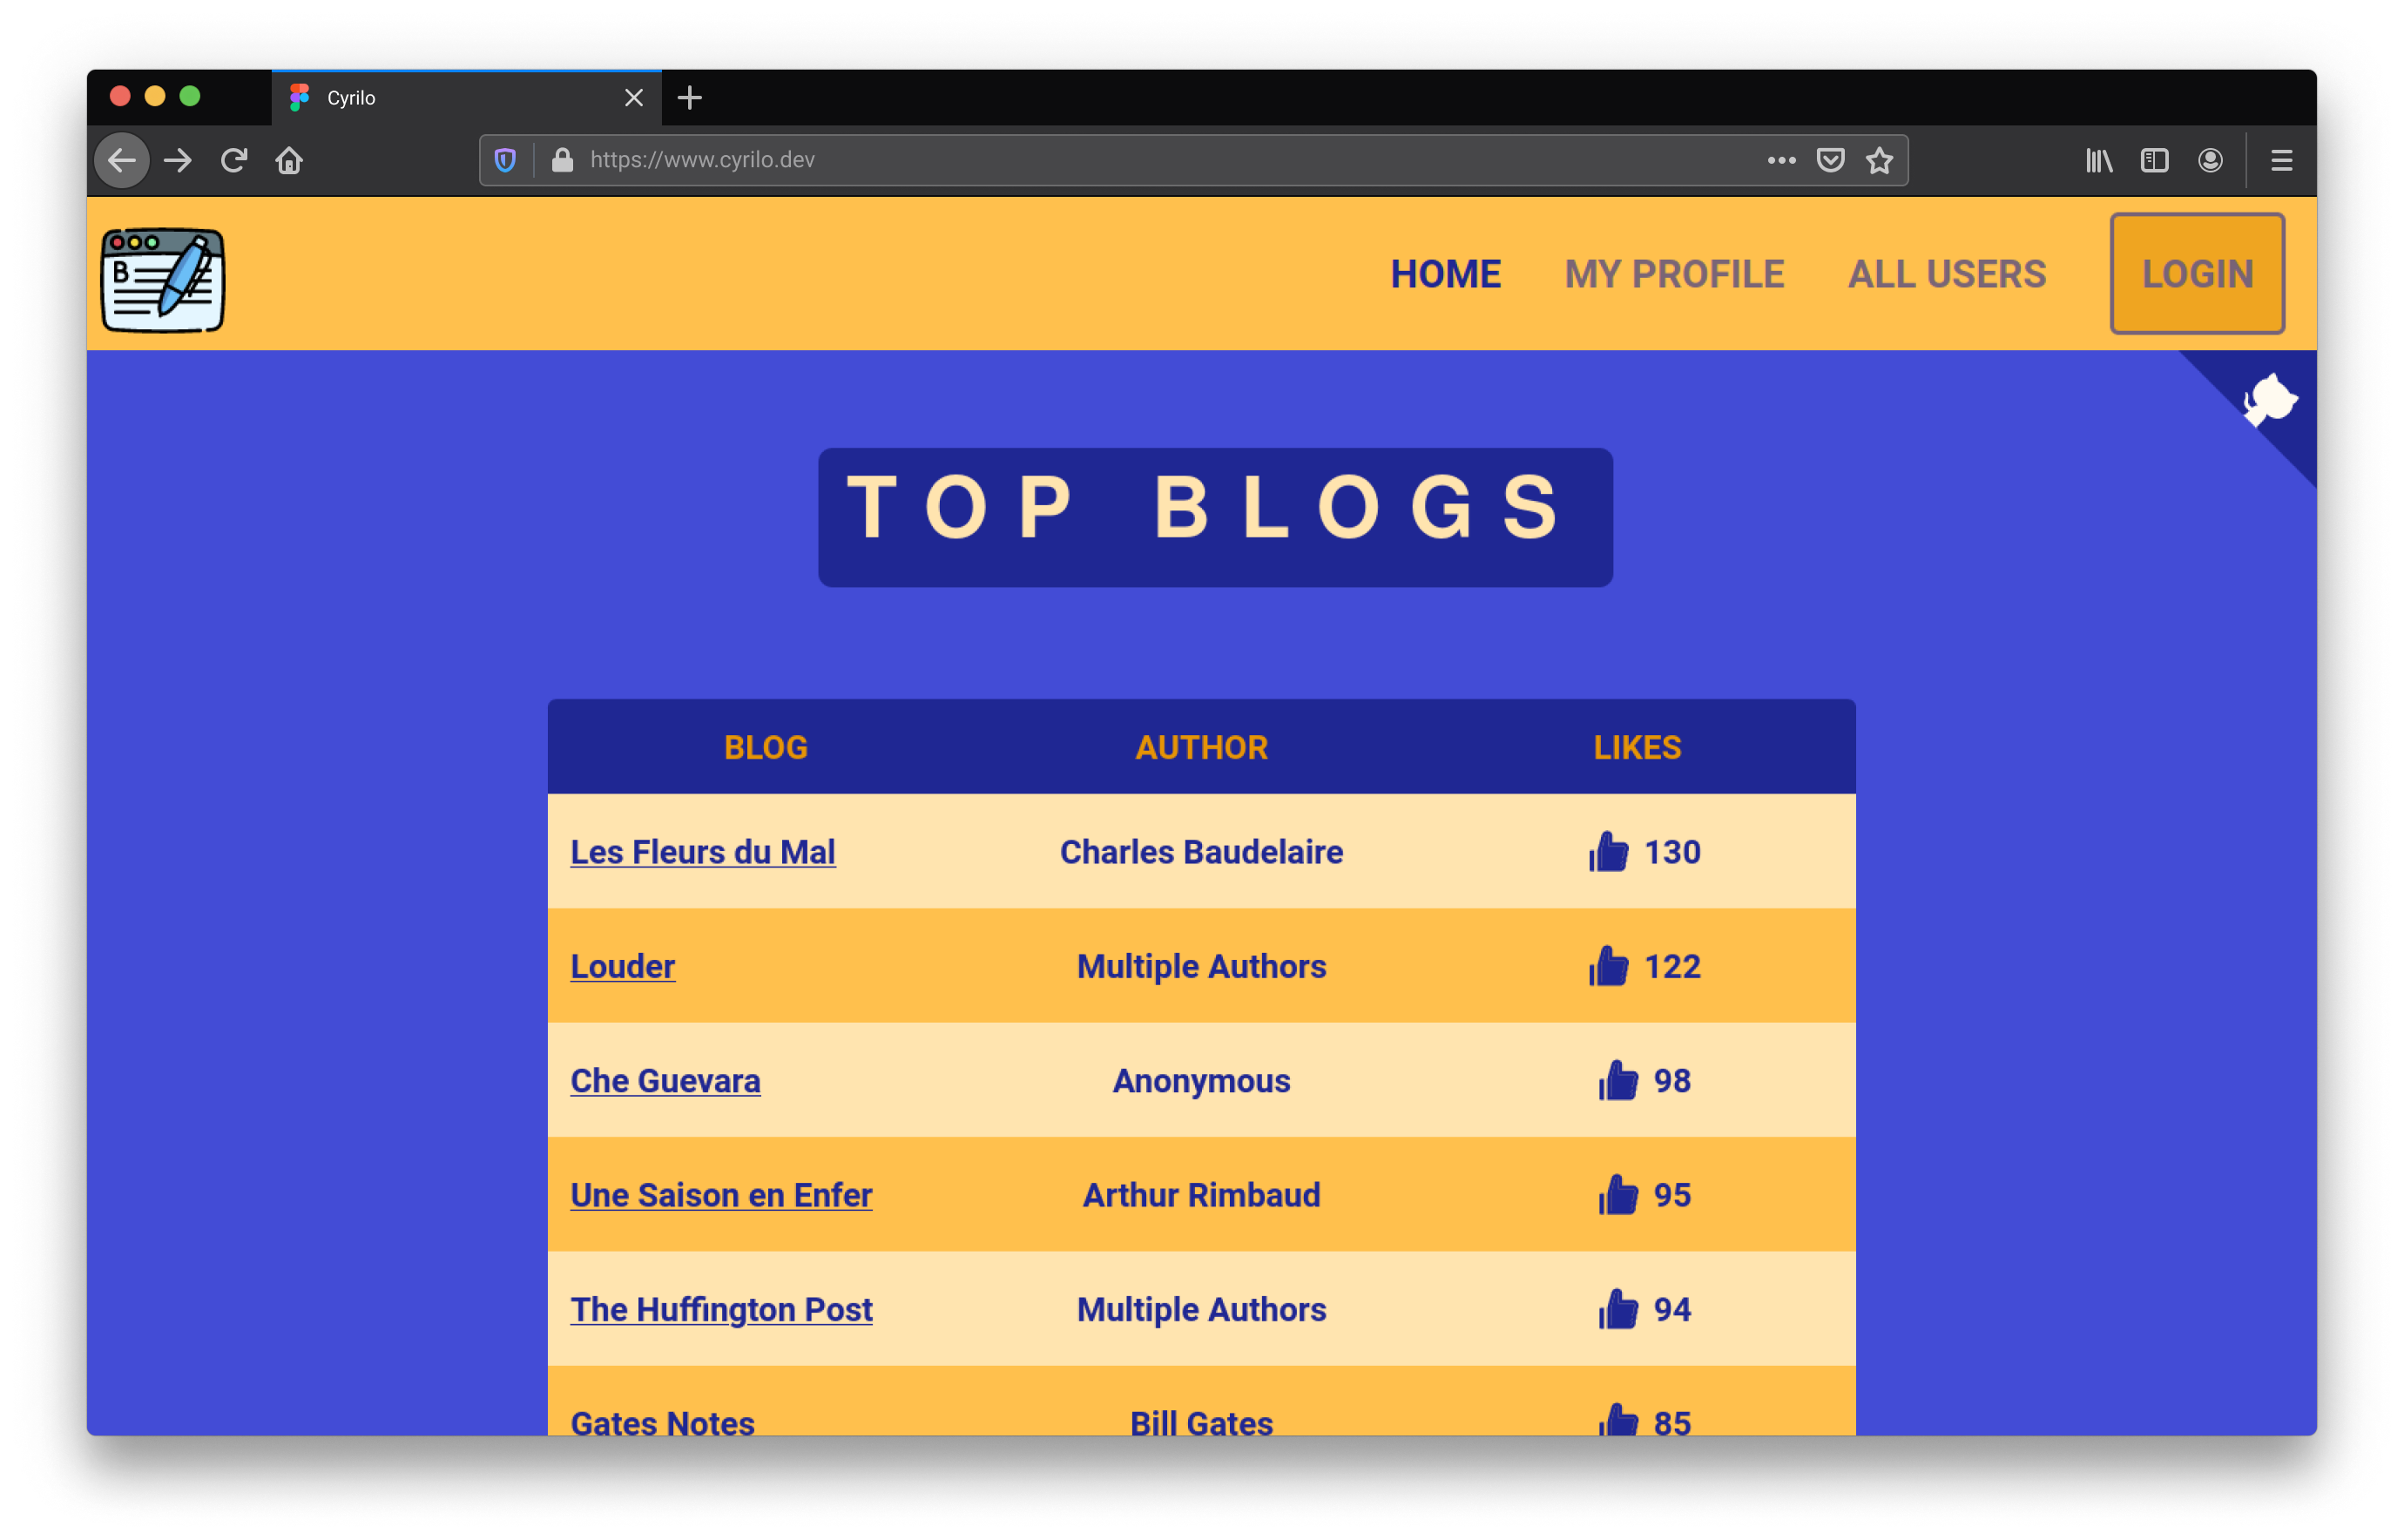 Cyrilo
https://www.cyrilo.dev
B
HOME MY PROFILE ALL USERS LOGIN
TOP BLOGS
BLOG AUTHOR LIKES
Les Fleurs du Mal Charles Baudelaire 130
Louder Multiple Authors 122
Che Guevara Anonymous 98
Une Saison en Enfer Arthur Rimbaud 95
The Huffington Post Multiple Authors 94
Gates Notes Bill Gates 85